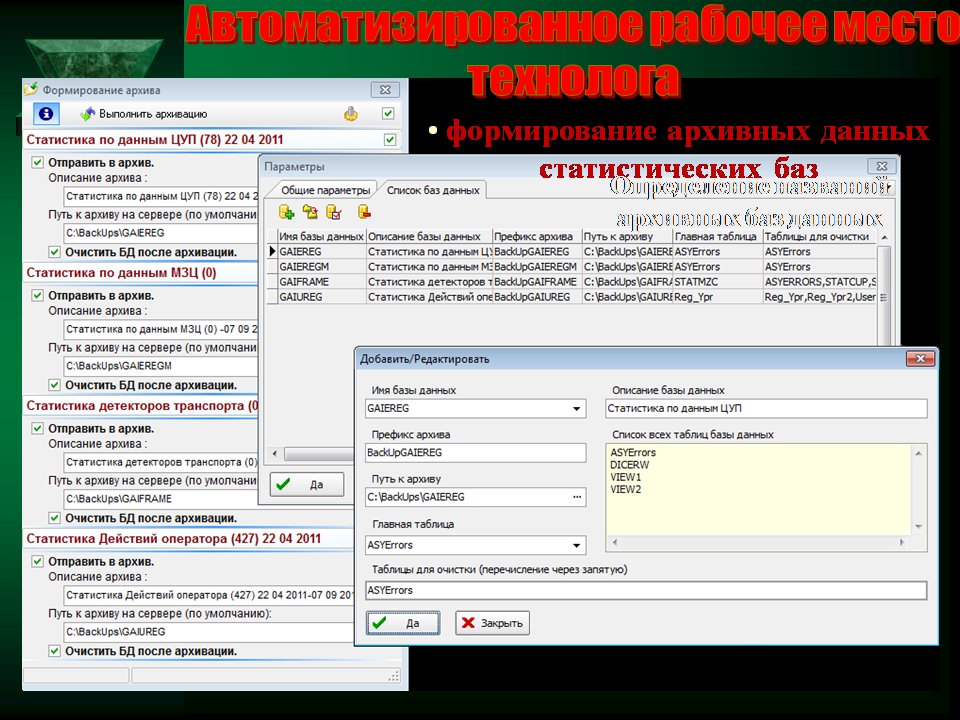 Автоматизированное рабочее место
технолога
• формирование архивных данных
статистических баз
Определение названий
архивных баз данных
Формирование архива
Выполнить архивацию
Статистика по данным ЦУП (78) 22 04 2011
Отправить в архив.
Описание архива :
Статистика по данным ЦУП (78) 22 04 2
Путь к архиву на сервере (по умолчани
C:\BackUps\GAIEREG
Очистить БД после архивации.
Статистика по данным МЗЦ (0)
Отправить в архив.
Описание архива :
Статистика по данным МЗЦ (0) -07 09 2
Путь к архиву на сервере (по умолчани
C:\BackUps\GAIEREGM
Очистить БД после архивации.
Статистика детекторов транспорта (0
Отправить в архив.
Описание архива :
Статистика детекторов транспорта (0)
Путь к архиву на сервере (по умолчани
C:\BackUps\GAIFRAME
Очистить БД после архивации.
Статистика Действий оператора (427) 22 04 2011
Отправить в архив.
Описание архива :
Статистика Действий оператора (427) 22 04 2011-07 09 201
Путь к архиву на сервере (по умолчанию):
C:\BackUps\GAIUREG
Очистить БД после архивации.
Параметры
Общие параметры Список баз данных
Имя базы данных Описание базы данных Префикс архива Путь к архиву Главная таблица Таблицы для очистки
GAIEREG Статистика по данным ЦУ BackUpGAIEREG C:\BackUps\GAIERE ASYErrors ASYErrors
GAIEREGM Статистика по данным МЗ BackUpGAIEREGM C:\BackUps\GAIERE ASYErrors ASYErrors
GAIFRAME Статистика детекторов т BackUpGAIFRAME C:\BackUps\GAIFRA STATMZC ASYERRORS,STATCUP,S
GAIUREG Статистика Действий опе BackUpGAIUREG C:\BackUps\GAIURE Reg_Ypr Reg_Ypr,Reg_Ypr2,User
Да
Добавить/Редактировать
Имя базы данных
GAIEREG
Описание базы данных
Статистика по данным ЦУП
Префикс архива
BackUpGAIEREG
Список всех таблиц базы данных
ASYErrors
DICERW
VIEW1
VIEW2
Путь к архиву
C:\BackUps\GAIEREG
Главная таблица
ASYErrors
Таблицы для очистки (перечисление через запятую)
ASYErrors
Да
Закрыть